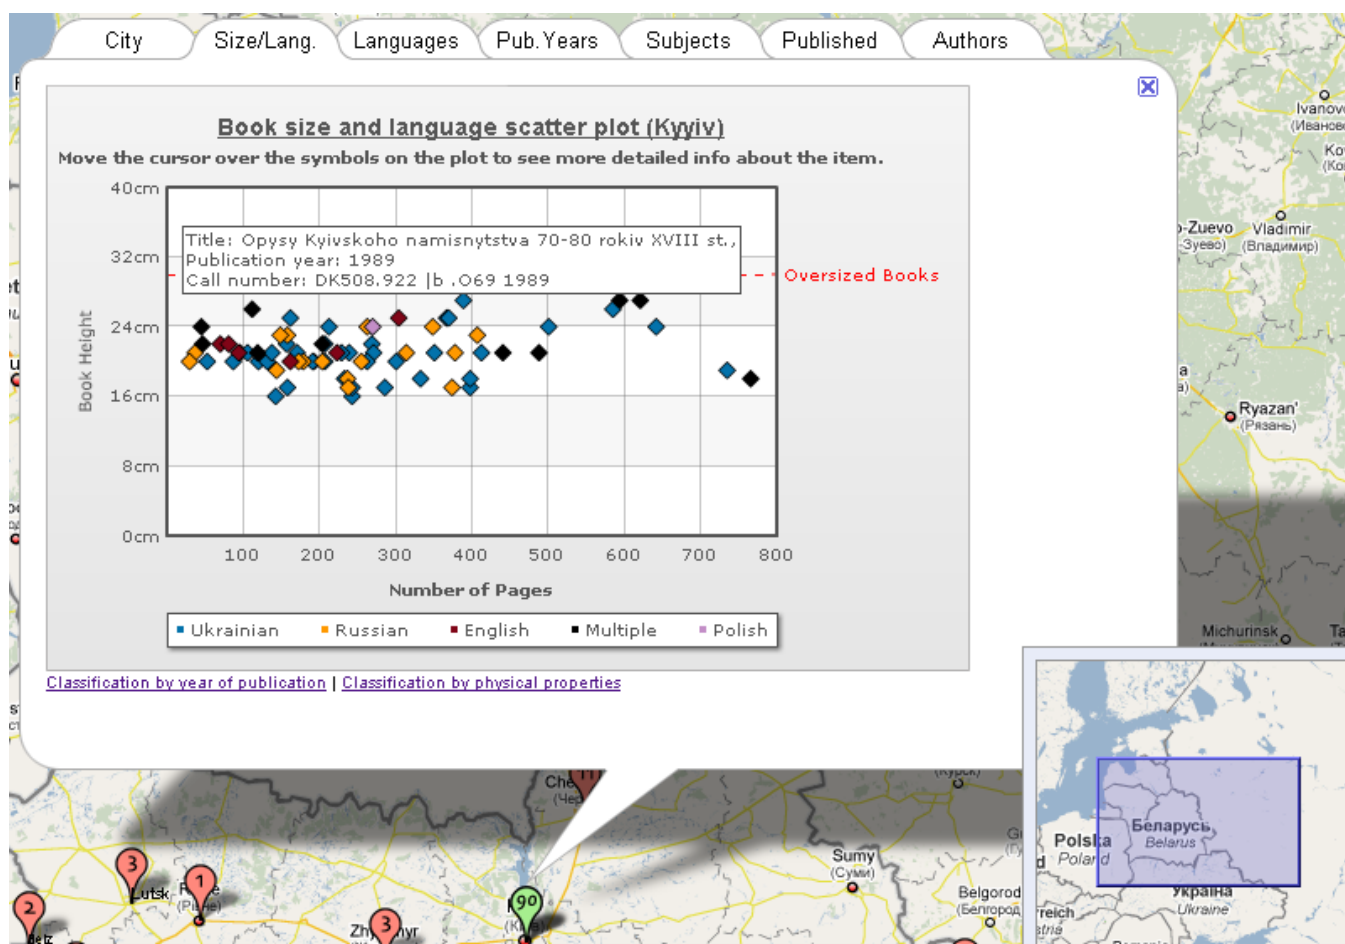 City
Size/Lang.
Languages
Pub.Years
Subjects
Published
Authors
Book size and language scatter plot (Kyyiv)
Move the cursor over the symbols on the plot to see more detailed info about the item.
40cm
Title: Opysy Kyivskoho namisnytstva 70-80 rokiv XVIII st.,
Publication year: 1989
Call number: DK508.922 |b .O69 1989
32cm
Oversized Books
24cm
16cm
8cm
0cm
Book Height
100 200 300 400 500 600 700 800
Number of Pages
Ukrainian Russian English Multiple Polish
Classification by year of publication | Classification by physical properties
Vladimir
(Владимир)
Ryazan'
(Рязань)
Michurinsk
Sumy
(Суми)
Belgorod
(Белгород
Lutsk
3
1
2
3
90
Polska
Poland
Беларусь
Belarus
Україна
Ukraine